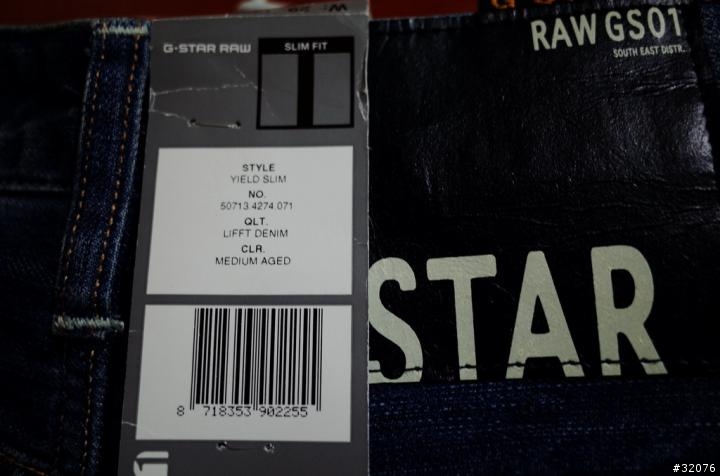 G-STAR RAW
SLIM FIT
STYLE
YIELD SLIM
NO.
50713.4274.071
QLT.
LIFFT DENIM
CLR.
MEDIUM AGED
8 718353 902255
RAW GS01
SOUTH EAST DISTR.
STAR
#32076